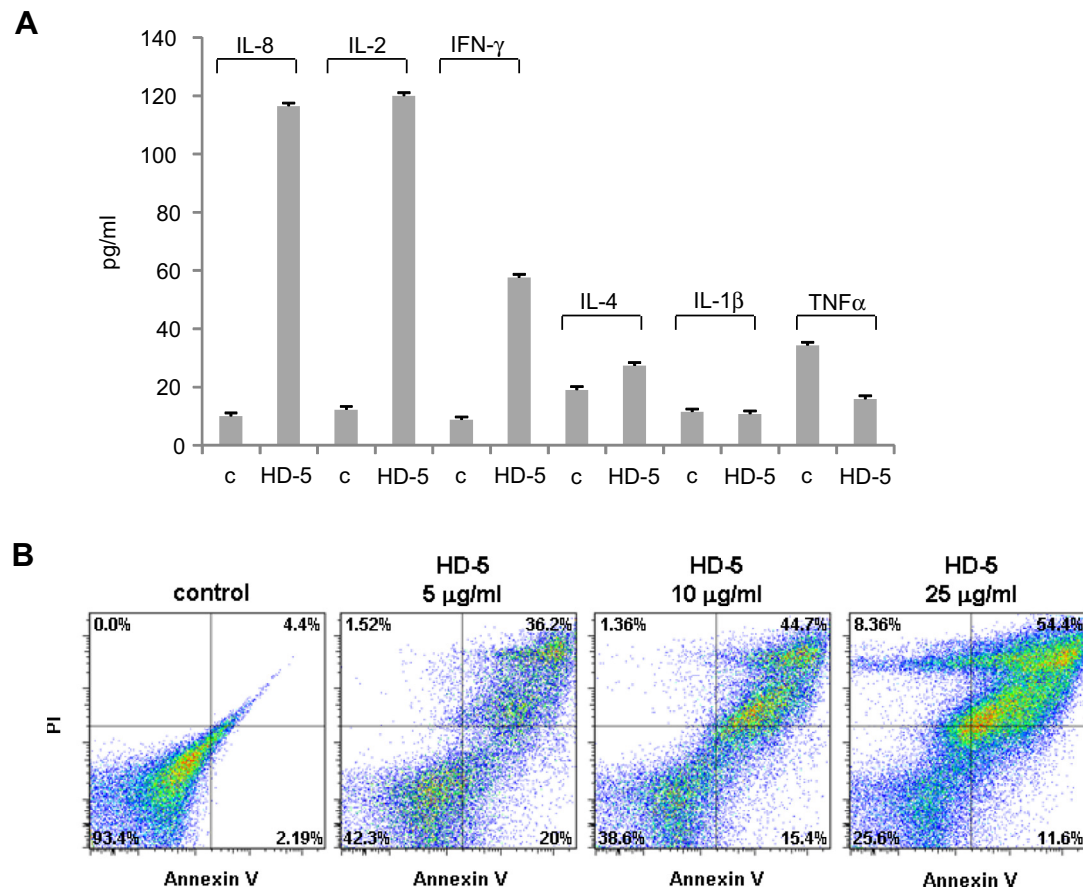 A
140
120
100
80
60
40
20
0
pg/ml
IL-8 IL-2 IFN-γ
IL-4 IL-1β TNFα
c HD-5 c HD-5 c HD-5 c HD-5 c HD-5 c HD-5
B
control
HD-5
5 μg/ml
HD-5
10 μg/ml
HD-5
25 μg/ml
0.0% 4.4% 1.52% 36.2% 1.36% 44.7% 8.36% 54.4%
PI
93.4% 2.19% 42.3% 20% 38.6% 15.4% 25.6% 11.6%
Annexin V Annexin V Annexin V Annexin V